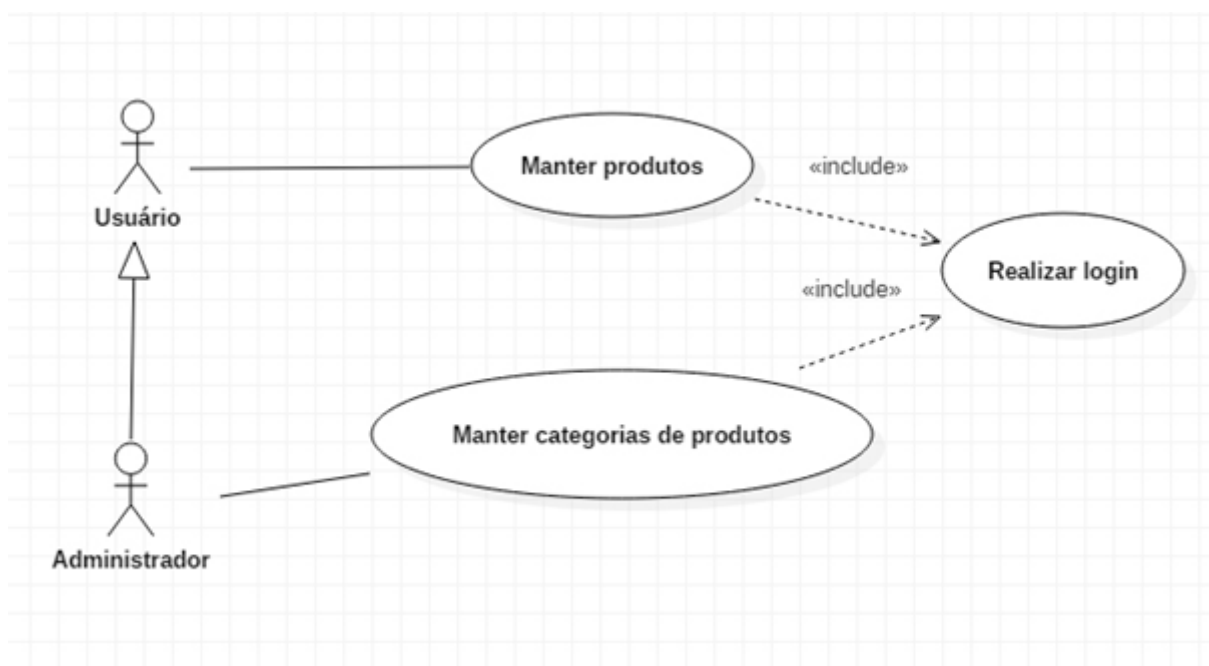 Manter produtos
«include»
Usuário
Realizar login
«include»
Manter categorias de produtos
Administrador